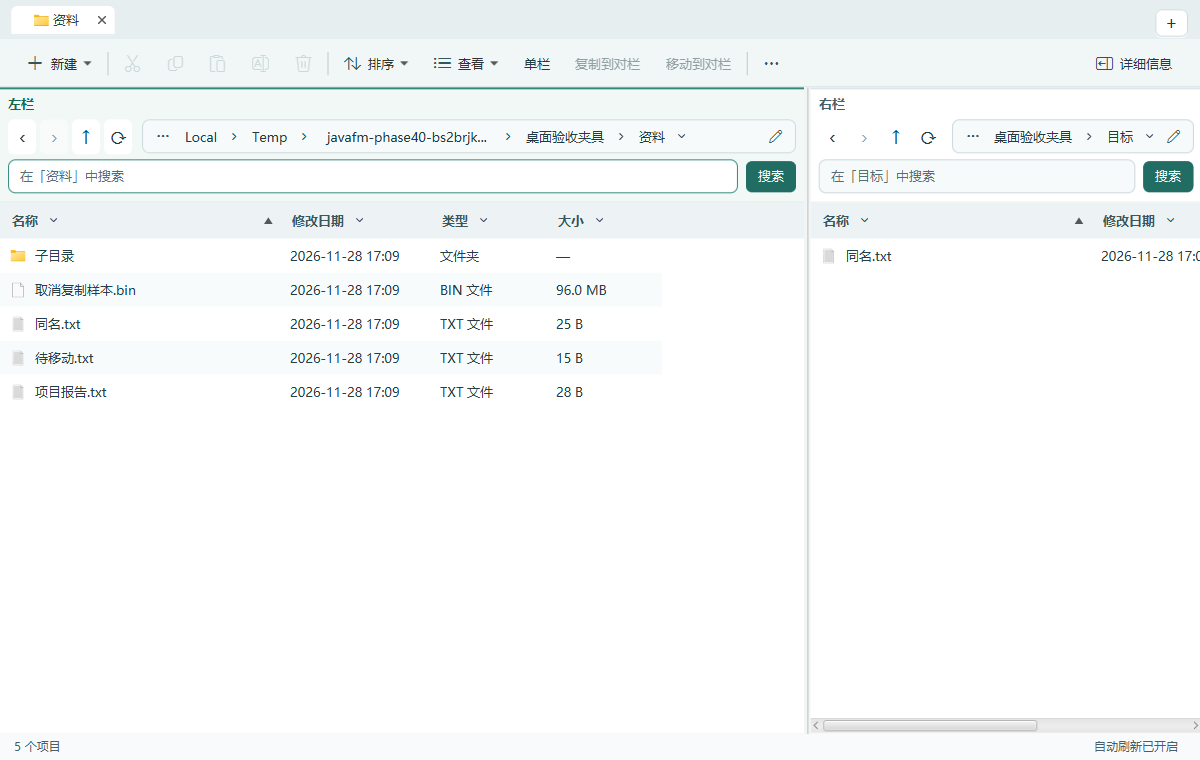 资料
新建 排序 查看 单栏 复制到对栏 移动到对栏 ··· 详细信息
左栏
··· Local > Temp > javafm-phase40-bs2brjk... > 桌面验收夹具 > 资料
在「资料」中搜索 搜索
名称 修改日期 类型 大小
子目录 2026-11-28 17:09 文件夹 —
取消复制样本.bin 2026-11-28 17:09 BIN 文件 96.0 MB
同名.txt 2026-11-28 17:09 TXT 文件 25 B
待移动.txt 2026-11-28 17:09 TXT 文件 15 B
项目报告.txt 2026-11-28 17:09 TXT 文件 28 B
右栏
··· 桌面验收夹具 > 目标
在「目标」中搜索 搜索
名称 修改日期
同名.txt 2026-11-28 17:0
5 个项目
自动刷新已开启